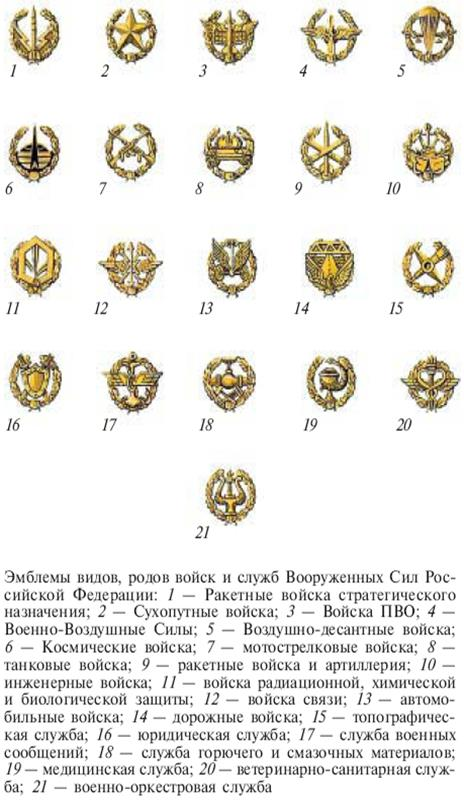 1 2 3 4 5
6 7 8 9 10
11 12 13 14 15
16 17 18 19 20
21
Эмблемы видов, родов войск и служб Вооруженных Сил Рос-
сийской Федерации: 1 — Ракетные войска стратегического
назначения; 2 — Сухопутные войска; 3 — Войска ПВО; 4 —
Военно-Воздушные Силы; 5 — Воздушно-десантные войска;
6 — Космические войска; 7 — мотострелковые войска; 8 —
танковые войска; 9 — ракетные войска и артиллерия; 10 —
инженерные войска; 11 — войска радиационной, химической
и биологической защиты; 12 — войска связи; 13 — автомо-
бильные войска; 14 — дорожные войска; 15 — топографичес-
кая служба; 16 — юридическая служба; 17 — служба военных
сообщений; 18 — служба горючего и смазочных материалов;
19 — медицинская служба; 20 — ветеринарно-санитарная служ-
ба; 21 — военно-оркестровая служба